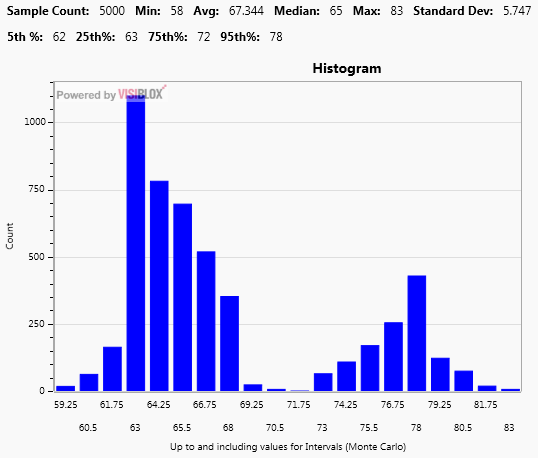 Sample Count: 5000 Min: 58 Avg: 67.344 Median: 65 Max: 83 Standard Dev: 5.747
5th %: 62 25th%: 63 75th%: 72 95th%: 78
Histogram
Powered by VISIBLOX
1000
750
500
250
0
Count
59.25 61.75 64.25 66.75 69.25 71.75 74.25 76.75 79.25 81.75
60.5 63 65.5 68 70.5 73 75.5 78 80.5 83
Up to and including values for Intervals (Monte Carlo)